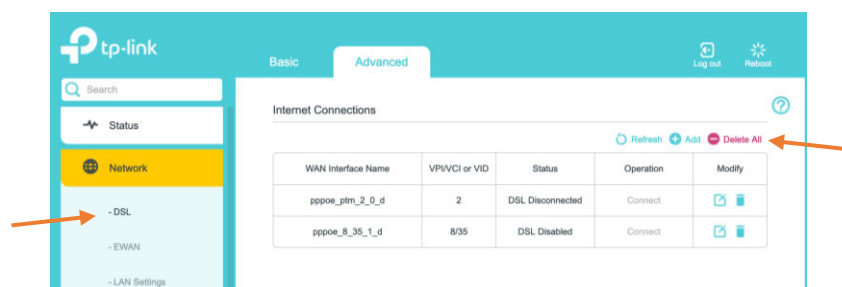 tp-link
Basic Advanced Log out Reboot
Search
Internet Connections
Status
Refresh Add Delete All
Network
WAN Interface Name VPI/VCI or VID Status Operation Modify
pppoe_ptm_2_0_d 2 DSL Disconnected Connect
- DSL
pppoe_8_35_1_d 8/35 DSL Disabled Connect
- EWAN
- LAN Settings